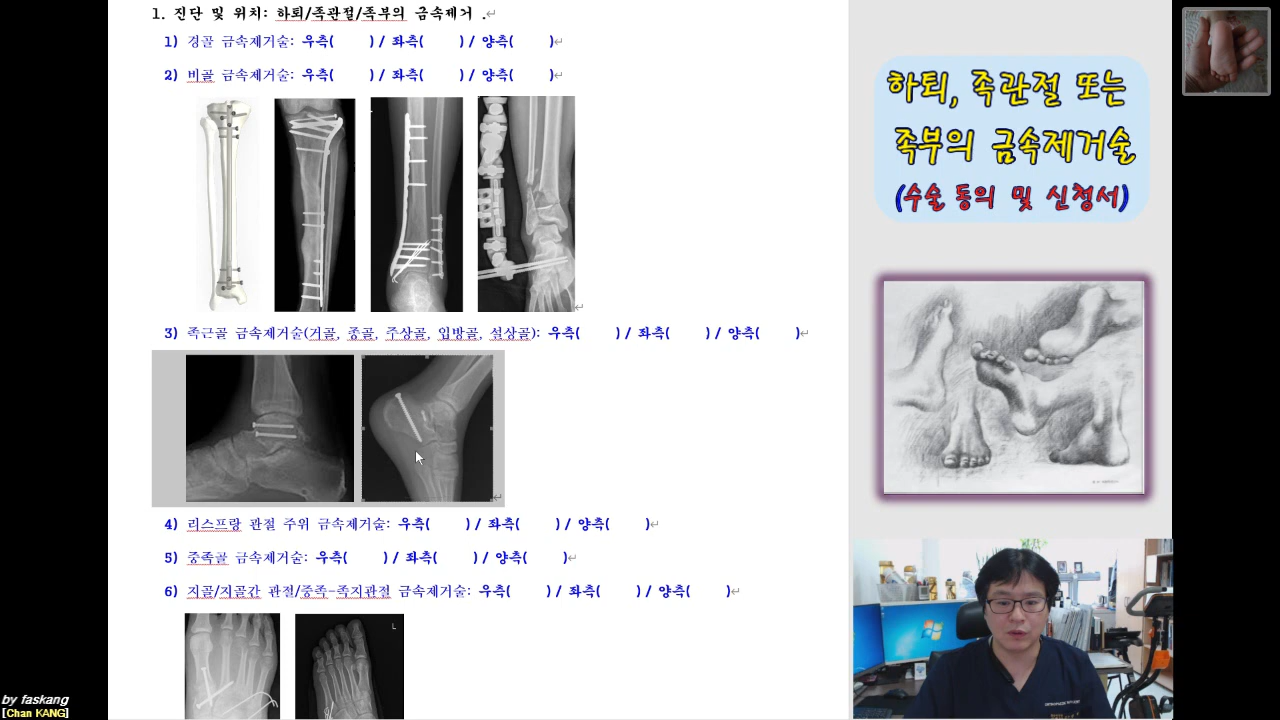 1. 진단 및 위치: 하퇴/족관절/족부의 금속제거 .↵
1) 경골 금속제거술: 우측( ) / 좌측( ) / 양측( )↵
2) 비골 금속제거술: 우측( ) / 좌측( ) / 양측( )↵
3) 족근골 금속제거술(거골, 종골, 주상골, 입방골, 설상골): 우측( ) / 좌측( ) / 양측( )↵
4) 리스프랑 관절 주위 금속제거술: 우측( ) / 좌측( ) / 양측( )↵
5) 중족골 금속제거술: 우측( ) / 좌측( ) / 양측( )↵
6) 지골/지골간 관절/중족-족지관절 금속제거술: 우측( ) / 좌측( ) / 양측( )↵
L
하퇴, 족관절 또는
족부의 금속제거술
(수술 동의 및 신청서)
by faskang
[Chan KANG]